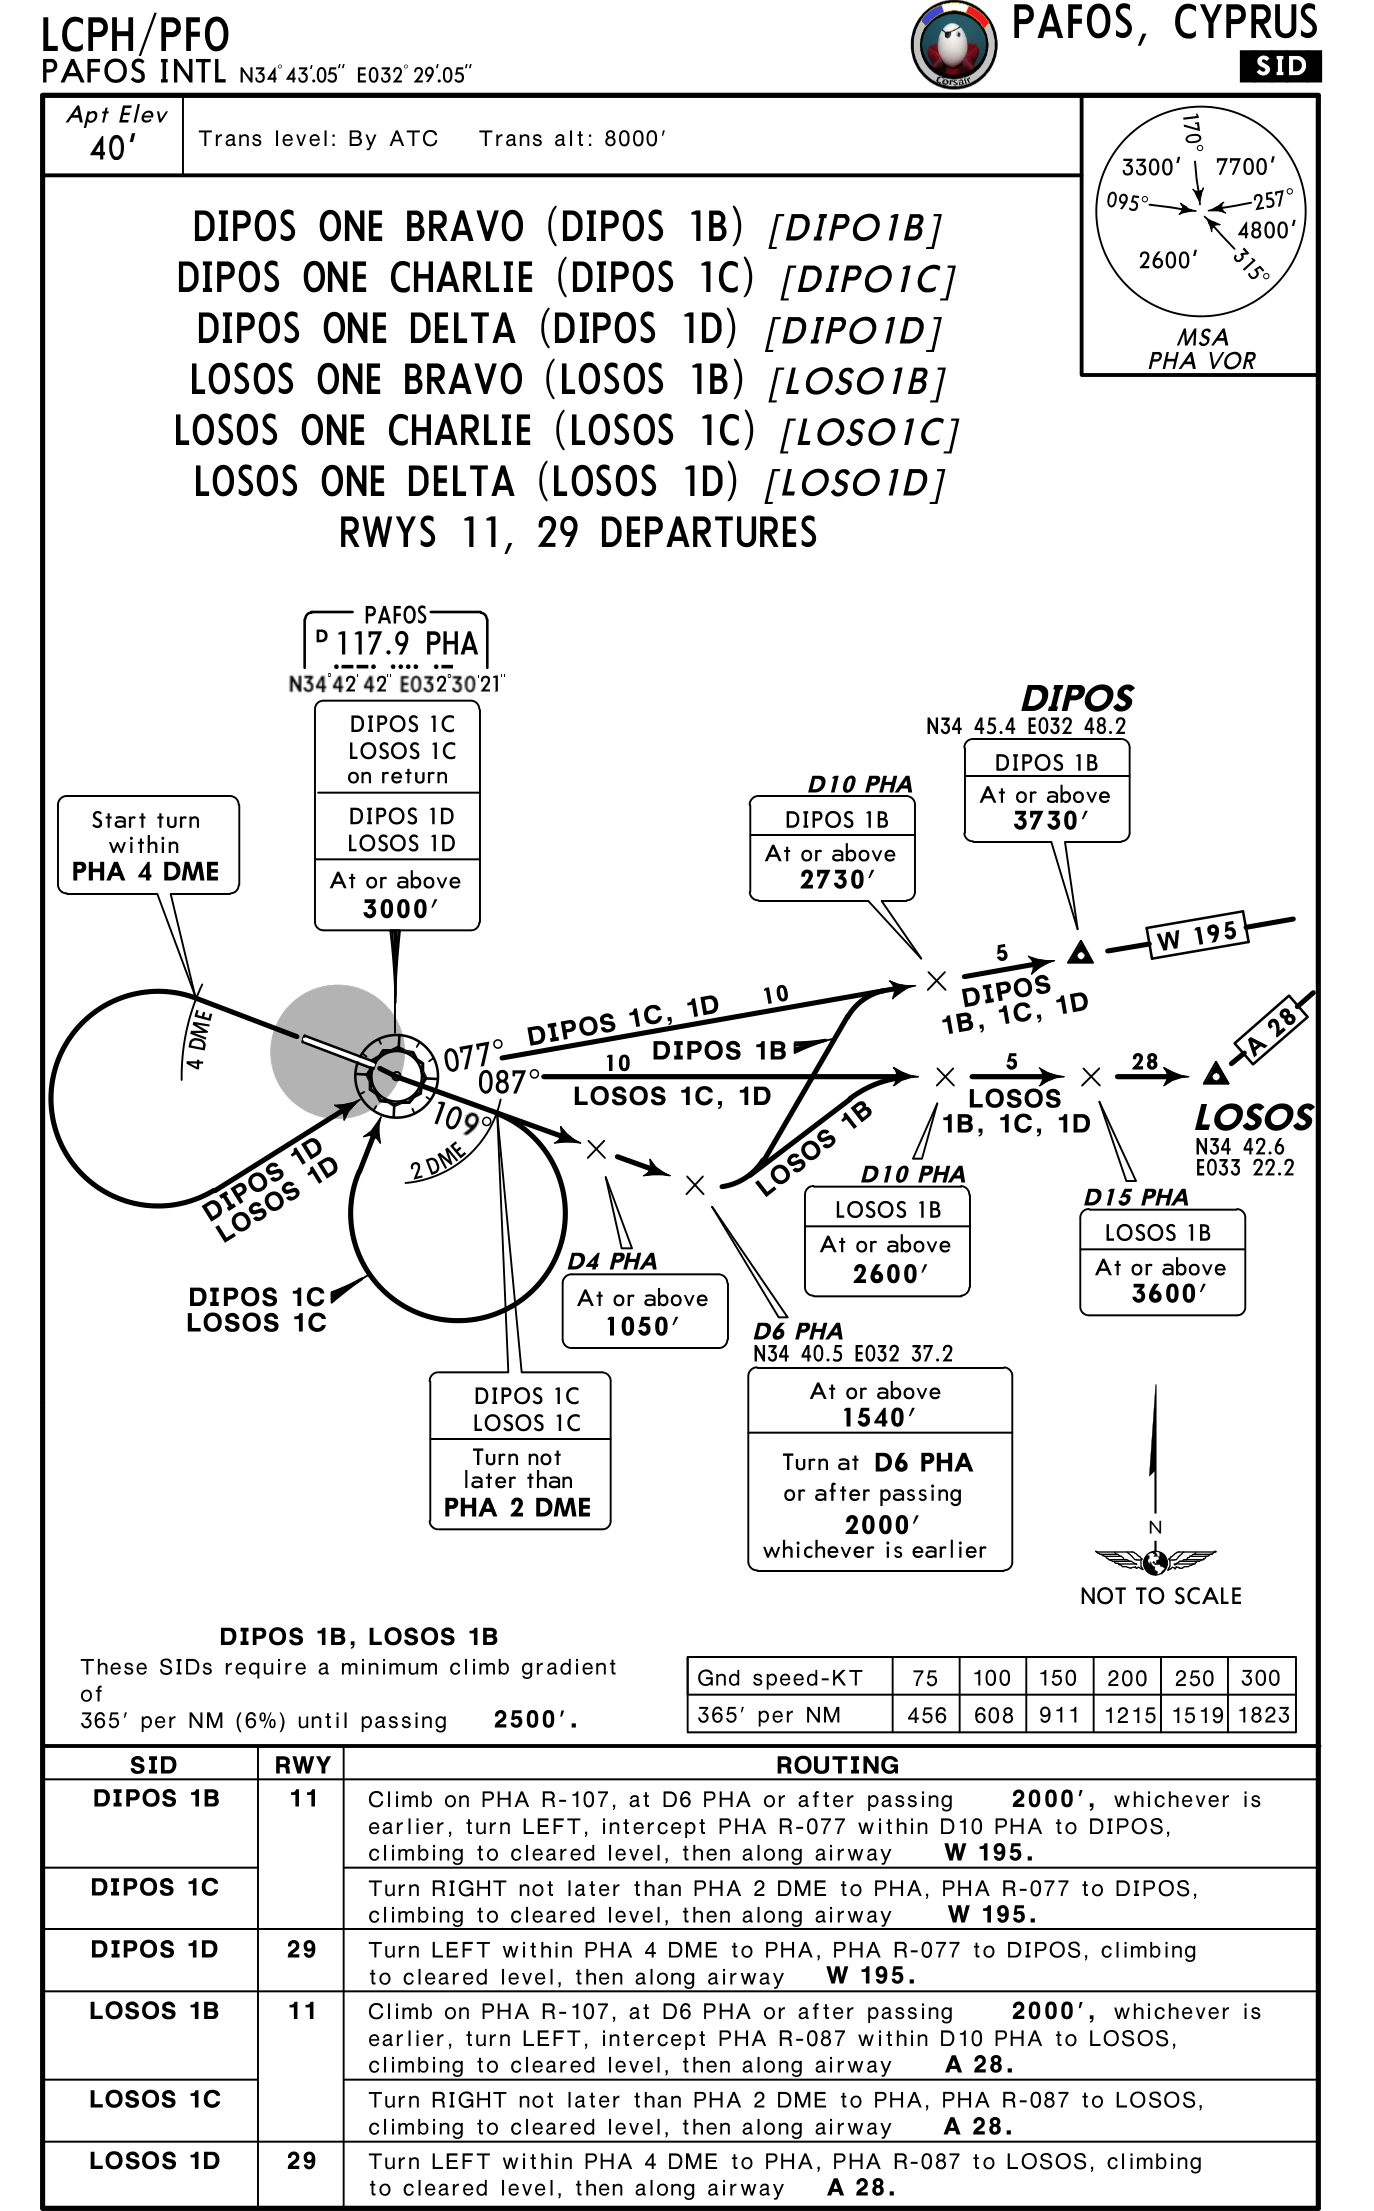 LCPH/PFO
PAFOS INTL N34°43'.05" E032°29'.05"
Corsair
PAFOS, CYPRUS
SID
Apt Elev
40'
Trans level: By ATC Trans alt: 8000'
170°
3300' 7700'
095° 257°
4800'
2600'
315°
MSA
PHA VOR
DIPOS ONE BRAVO (DIPOS 1B) [DIPO1B]
DIPOS ONE CHARLIE (DIPOS 1C) [DIPO1C]
DIPOS ONE DELTA (DIPOS 1D) [DIPO1D]
LOSOS ONE BRAVO (LOSOS 1B) [LOSO1B]
LOSOS ONE CHARLIE (LOSOS 1C) [LOSO1C]
LOSOS ONE DELTA (LOSOS 1D) [LOSO1D]
RWYS 11, 29 DEPARTURES
PAFOS
D 117.9 PHA
N34°42'42" E032°30'21"
DIPOS 1C
LOSOS 1C
on return
DIPOS 1D
LOSOS 1D
At or above
3000'
Start turn
within
PHA 4 DME
4 DME
DIPOS
N34 45.4 E032 48.2
DIPOS 1B
At or above
3730'
D10 PHA
DIPOS 1B
At or above
2730'
W 195
5
DIPOS
1B, 1C, 1D
DIPOS 1C, 1D 10
077°
DIPOS 1B
A 28
087°
10
LOSOS 1C, 1D
5
LOSOS
1B, 1C, 1D
28
LOSOS
N34 42.6
E033 22.2
109°
2 DME
LOSOS 1B
DIPOS 1D
LOSOS 1D
DIPOS 1C
LOSOS 1C
D10 PHA
LOSOS 1B
At or above
2600'
D15 PHA
LOSOS 1B
At or above
3600'
D4 PHA
At or above
1050'
D6 PHA
N34 40.5 E032 37.2
At or above
1540'
Turn at D6 PHA
or after passing
2000'
whichever is earlier
DIPOS 1C
LOSOS 1C
Turn not
later than
PHA 2 DME
N
NOT TO SCALE
DIPOS 1B, LOSOS 1B
These SIDs require a minimum climb gradient
of
365' per NM (6%) until passing 2500'.
Gnd speed-KT 75 100 150 200 250 300
365' per NM 456 608 911 1215 1519 1823
SID RWY ROUTING
DIPOS 1B 11 Climb on PHA R-107, at D6 PHA or after passing 2000', whichever is
earlier, turn LEFT, intercept PHA R-077 within D10 PHA to DIPOS,
climbing to cleared level, then along airway W 195.
DIPOS 1C Turn RIGHT not later than PHA 2 DME to PHA, PHA R-077 to DIPOS,
climbing to cleared level, then along airway W 195.
DIPOS 1D 29 Turn LEFT within PHA 4 DME to PHA, PHA R-077 to DIPOS, climbing
to cleared level, then along airway W 195.
LOSOS 1B 11 Climb on PHA R-107, at D6 PHA or after passing 2000', whichever is
earlier, turn LEFT, intercept PHA R-087 within D10 PHA to LOSOS,
climbing to cleared level, then along airway A 28.
LOSOS 1C Turn RIGHT not later than PHA 2 DME to PHA, PHA R-087 to LOSOS,
climbing to cleared level, then along airway A 28.
LOSOS 1D 29 Turn LEFT within PHA 4 DME to PHA, PHA R-087 to LOSOS, climbing
to cleared level, then along airway A 28.